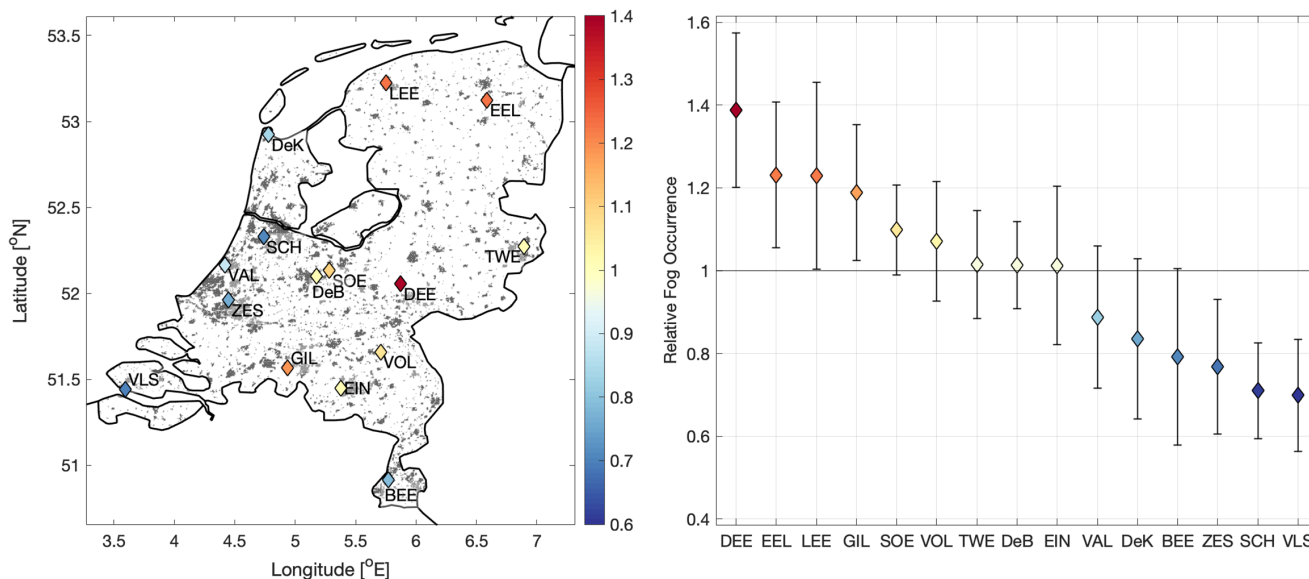 53.5
53
52.5
52
51.5
51
Latitude [°N]
3.5 4 4.5 5 5.5 6 6.5 7
Longitude [°E]
LEE
EEL
DeK
SCH
TWE
VAL
SOE
DeB
DEE
ZES
GIL
VOL
VLS
EIN
BEE
1.4
1.3
1.2
1.1
1
0.9
0.8
0.7
0.6
Relative Fog Occurrence
1.6
1.4
1.2
1
0.8
0.6
0.4
DEE EEL LEE GIL SOE VOL TWE DeB EIN VAL DeK BEE ZES SCH VLS